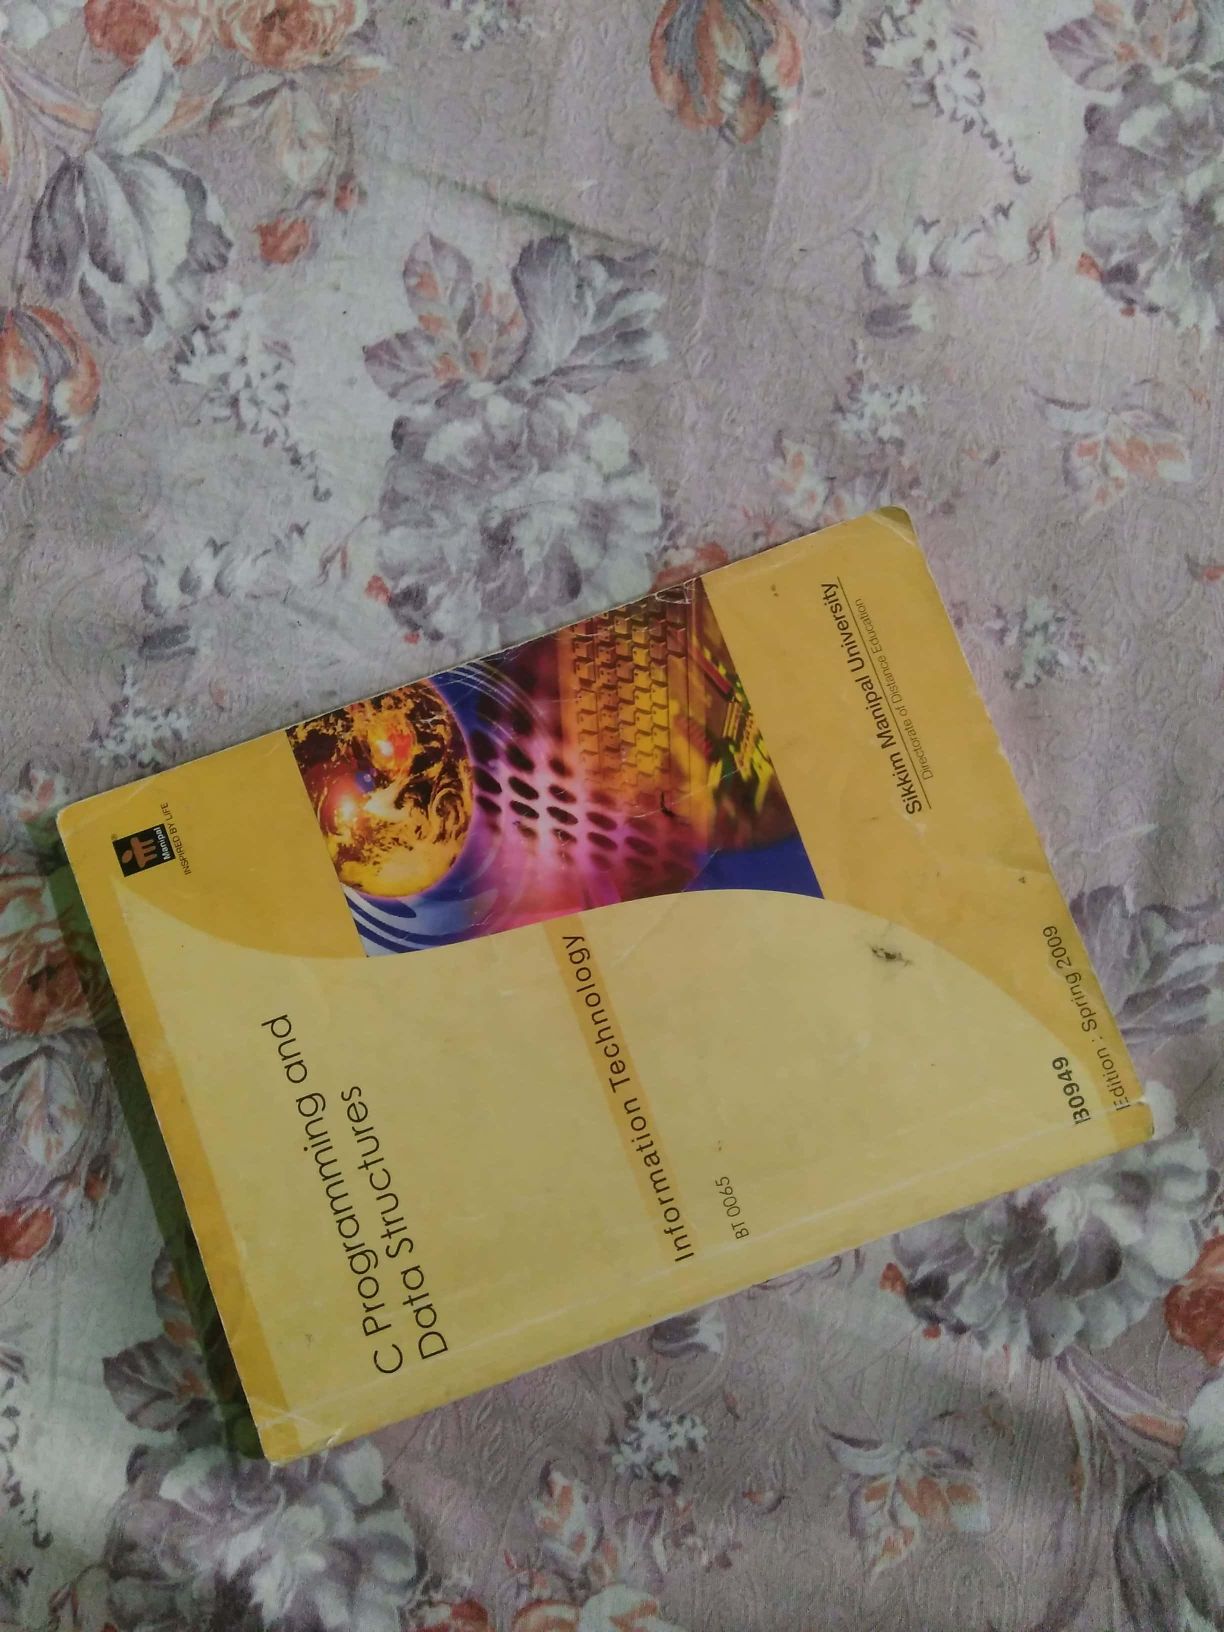 C Programming and
Data Structures
Information Technology
BT 0065
Manipal
INSPIRED BY LIFE
Sikkim Manipal University
Directorate of Distance Education
B0949
Edition : Spring 2009